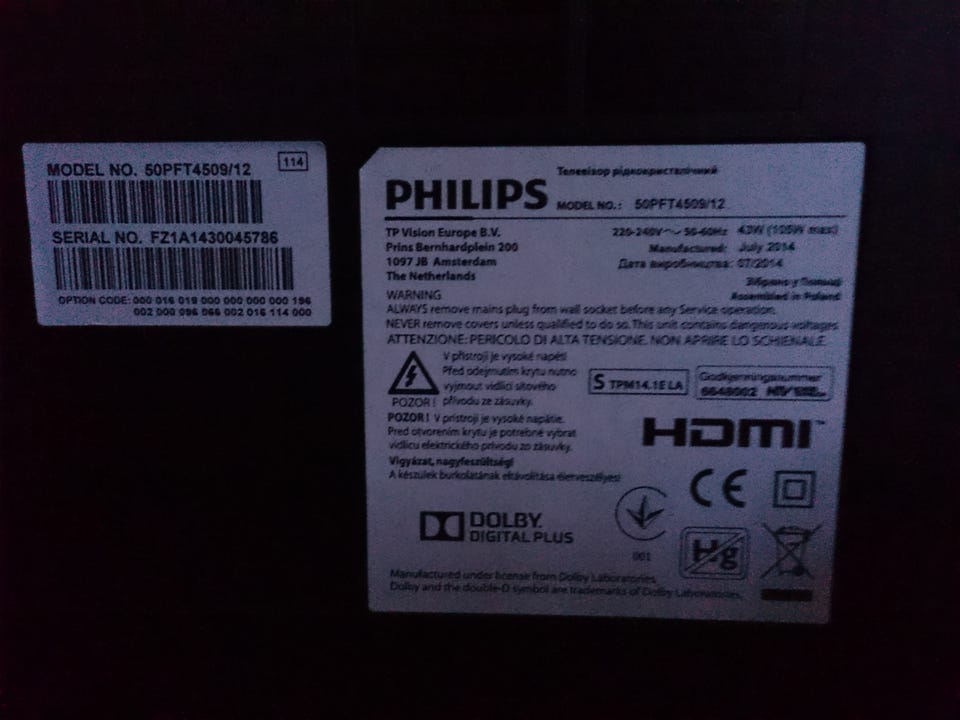 MODEL NO. 50PFT4509/12
114
SERIAL NO. FZ1A1430045786
OPTION CODE: 000 016 019 000 000 000 000 196
002 000 096 066 002 016 114 000
PHILIPS
Телевізор рідкокристалічний
MODEL NO.: 50PFT4509/12
TP Vision Europe B.V.
Prins Bernhardplein 200
1097 JB Amsterdam
The Netherlands
220-240V~ 50-60Hz 43W (105W max)
Manufactured: July 2014
Дата виробництва: 07/2014
Зібрано у Польщі
Assembled in Poland
WARNING
ALWAYS remove mains plug from wall socket before any Service operation.
NEVER remove covers unless qualified to do so. This unit contains dangerous voltages.
ATTENZIONE: PERICOLO DI ALTA TENSIONE. NON APRIRE LO SCHIENALE.
V přístroji je vysoké napětí
Před odejmutím krytu nutno
vyjmout vidlici síťového
přívodu ze zásuvky.
POZOR!
POZOR! V prístroji je vysoké napätie.
Pred otvorením krytu je potrebné vybrat
vidlicu elektrického prívodu zo zásuvky.
Vigyázat, nagyfeszültség!
A készülek burkolatának eltávolítása életveszélyes!
S TPM14.1E LA
Godkjenningsnummer
6648002
HDMI™
CE
DOLBY
DIGITAL PLUS
001
Hg
Manufactured under license from Dolby Laboratories.
Dolby and the double-D symbol are trademarks of Dolby Laboratories.